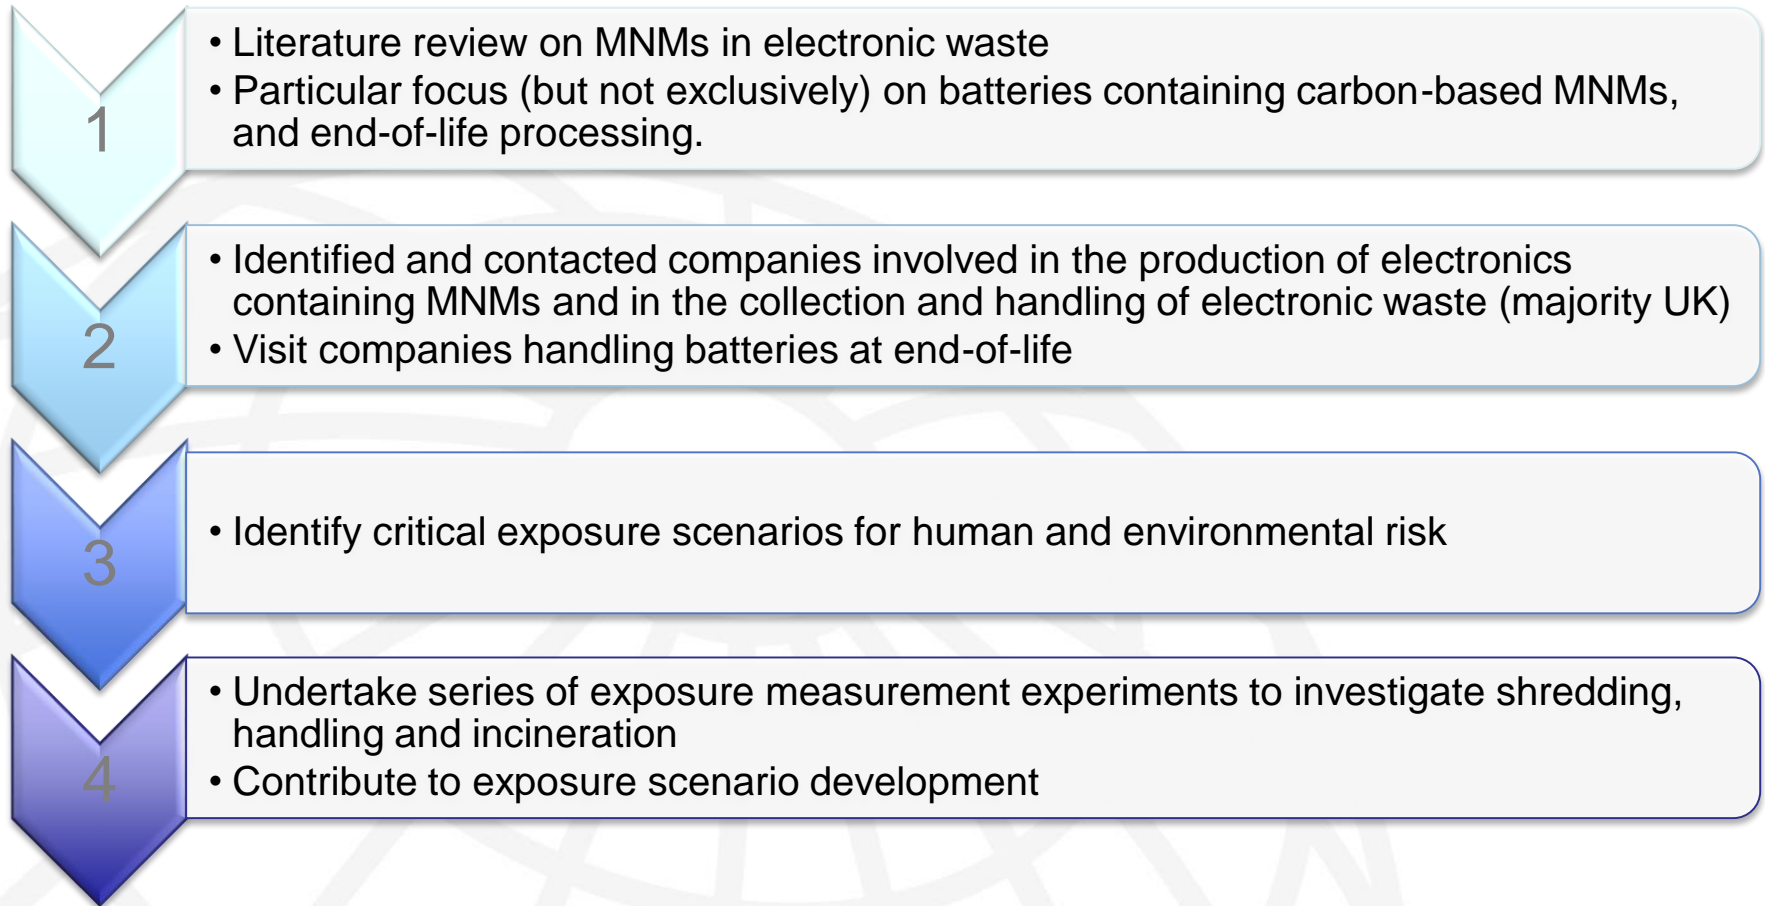 1
• Literature review on MNMs in electronic waste
• Particular focus (but not exclusively) on batteries containing carbon-based MNMs,
and end-of-life processing.
2
• Identified and contacted companies involved in the production of electronics
containing MNMs and in the collection and handling of electronic waste (majority UK)
• Visit companies handling batteries at end-of-life
3
• Identify critical exposure scenarios for human and environmental risk
4
• Undertake series of exposure measurement experiments to investigate shredding,
handling and incineration
• Contribute to exposure scenario development